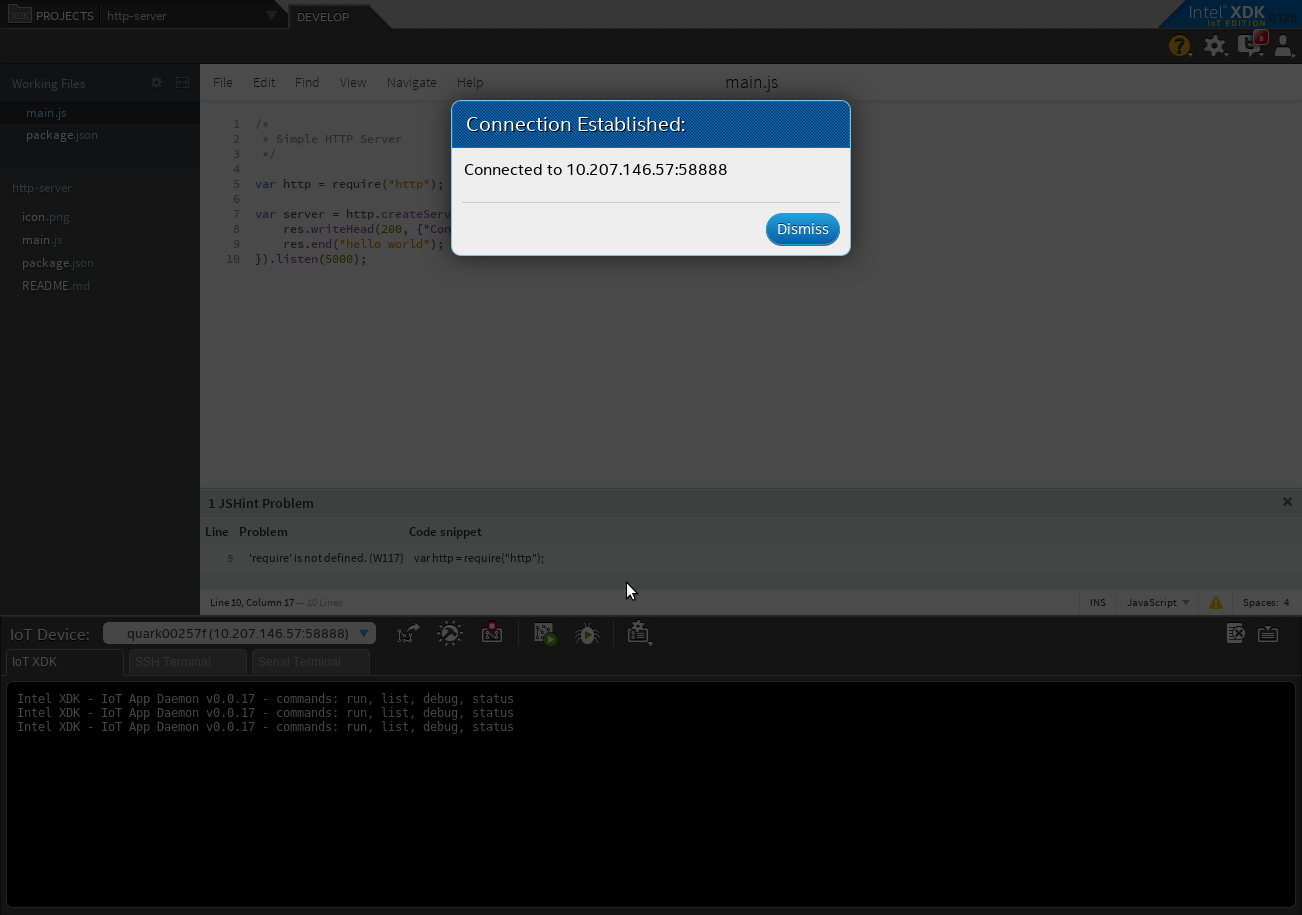 XDK PROJECTS http-server DEVELOP Intel® XDK
IoT EDITION 0128
8
Working Files
main.js
package.json
http-server
icon.png
main.js
package.json
README.md
File Edit Find View Navigate Help main.js
1 /*
2 * Simple HTTP Server
3 */
4
5 var http = require("http");
6
7 var server = http.createServ
8 res.writeHead(200, {"Con
9 res.end("hello world");
10 }).listen(5000);
Connection Established:
Connected to 10.207.146.57:58888
Dismiss
1 JSHint Problem
Line Problem Code snippet
5 'require' is not defined. (W117) var http = require("http");
Line 10, Column 17 — 10 Lines INS JavaScript Spaces: 4
IoT Device: quark00257f (10.207.146.57:58888)
IoT XDK SSH Terminal Serial Terminal
Intel XDK - IoT App Daemon v0.0.17 - commands: run, list, debug, status
Intel XDK - IoT App Daemon v0.0.17 - commands: run, list, debug, status
Intel XDK - IoT App Daemon v0.0.17 - commands: run, list, debug, status